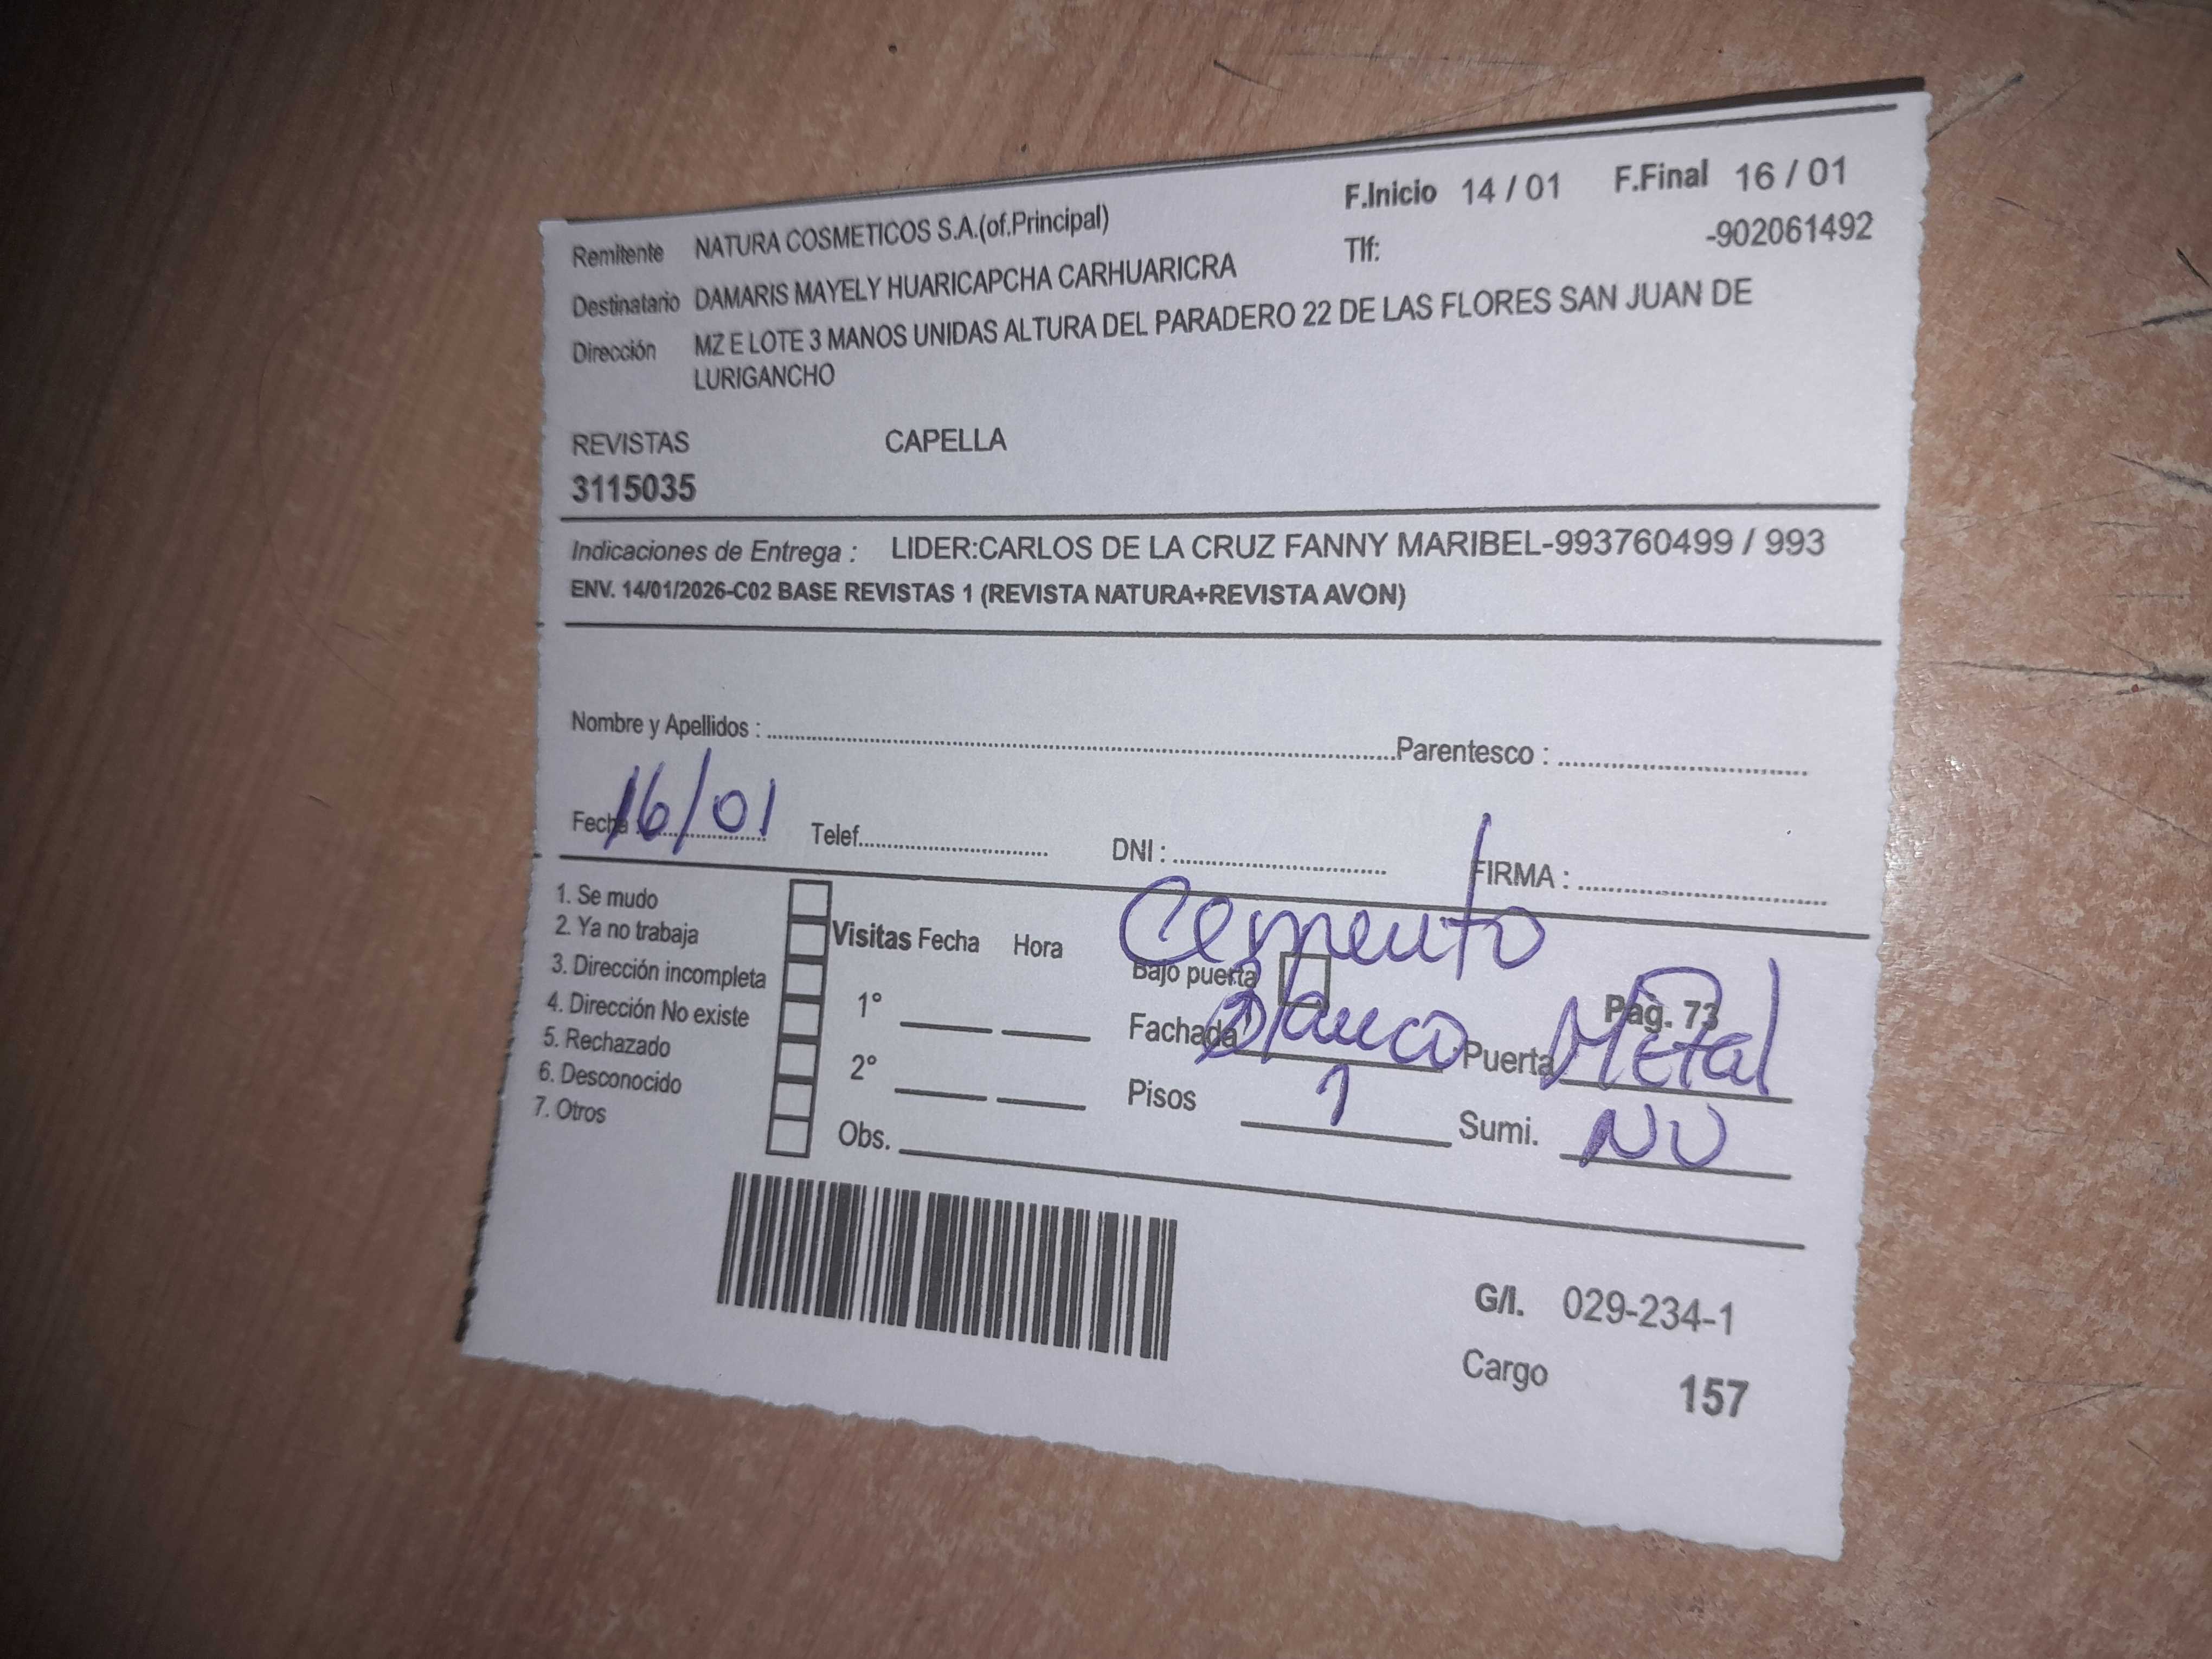 Remitente NATURA COSMETICOS S.A.(of.Principal) F.Inicio 14 / 01 F.Final 16 / 01
Destinatario DAMARIS MAYELY HUARICAPCHA CARHUARICRA Tlf: -902061492
Dirección MZ E LOTE 3 MANOS UNIDAS ALTURA DEL PARADERO 22 DE LAS FLORES SAN JUAN DE
LURIGANCHO
REVISTAS CAPELLA
3115035
Indicaciones de Entrega : LIDER:CARLOS DE LA CRUZ FANNY MARIBEL-993760499 / 993
ENV. 14/01/2026-C02 BASE REVISTAS 1 (REVISTA NATURA+REVISTA AVON)
Nombre y Apellidos : Parentesco :
Fecha : 16/01 Telef. DNI : FIRMA :
1. Se mudo
2. Ya no trabaja
3. Dirección incompleta
4. Dirección No existe
5. Rechazado
6. Desconocido
7. Otros
Visitas Fecha Hora
1°
2°
Obs.
Cemento
Bajo puerta Pag. 73
Fachada Blanco Puerta Metal
Pisos 1 Sumi. NO
G/I. 029-234-1
Cargo 157